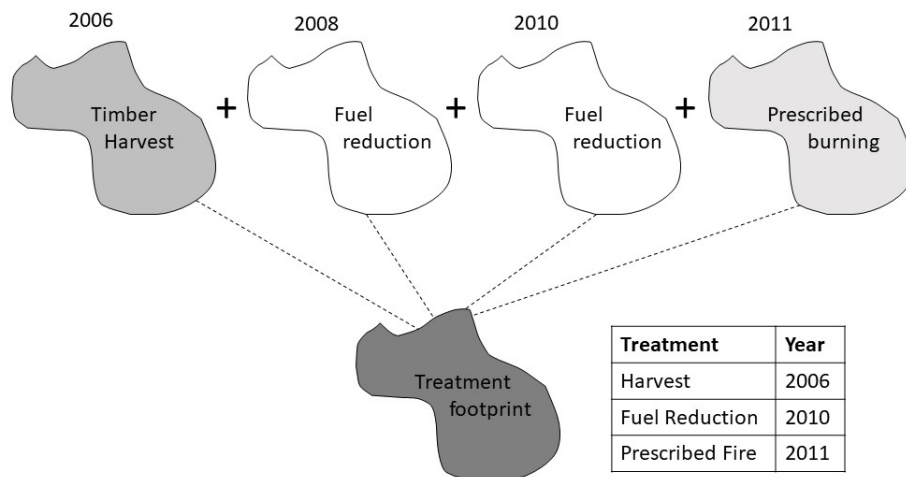 2006
2008
2010
2011
Timber
Harvest
+
Fuel
reduction
+
Fuel
reduction
+
Prescribed
burning
Treatment
footprint
Treatment Year
Harvest 2006
Fuel Reduction 2010
Prescribed Fire 2011